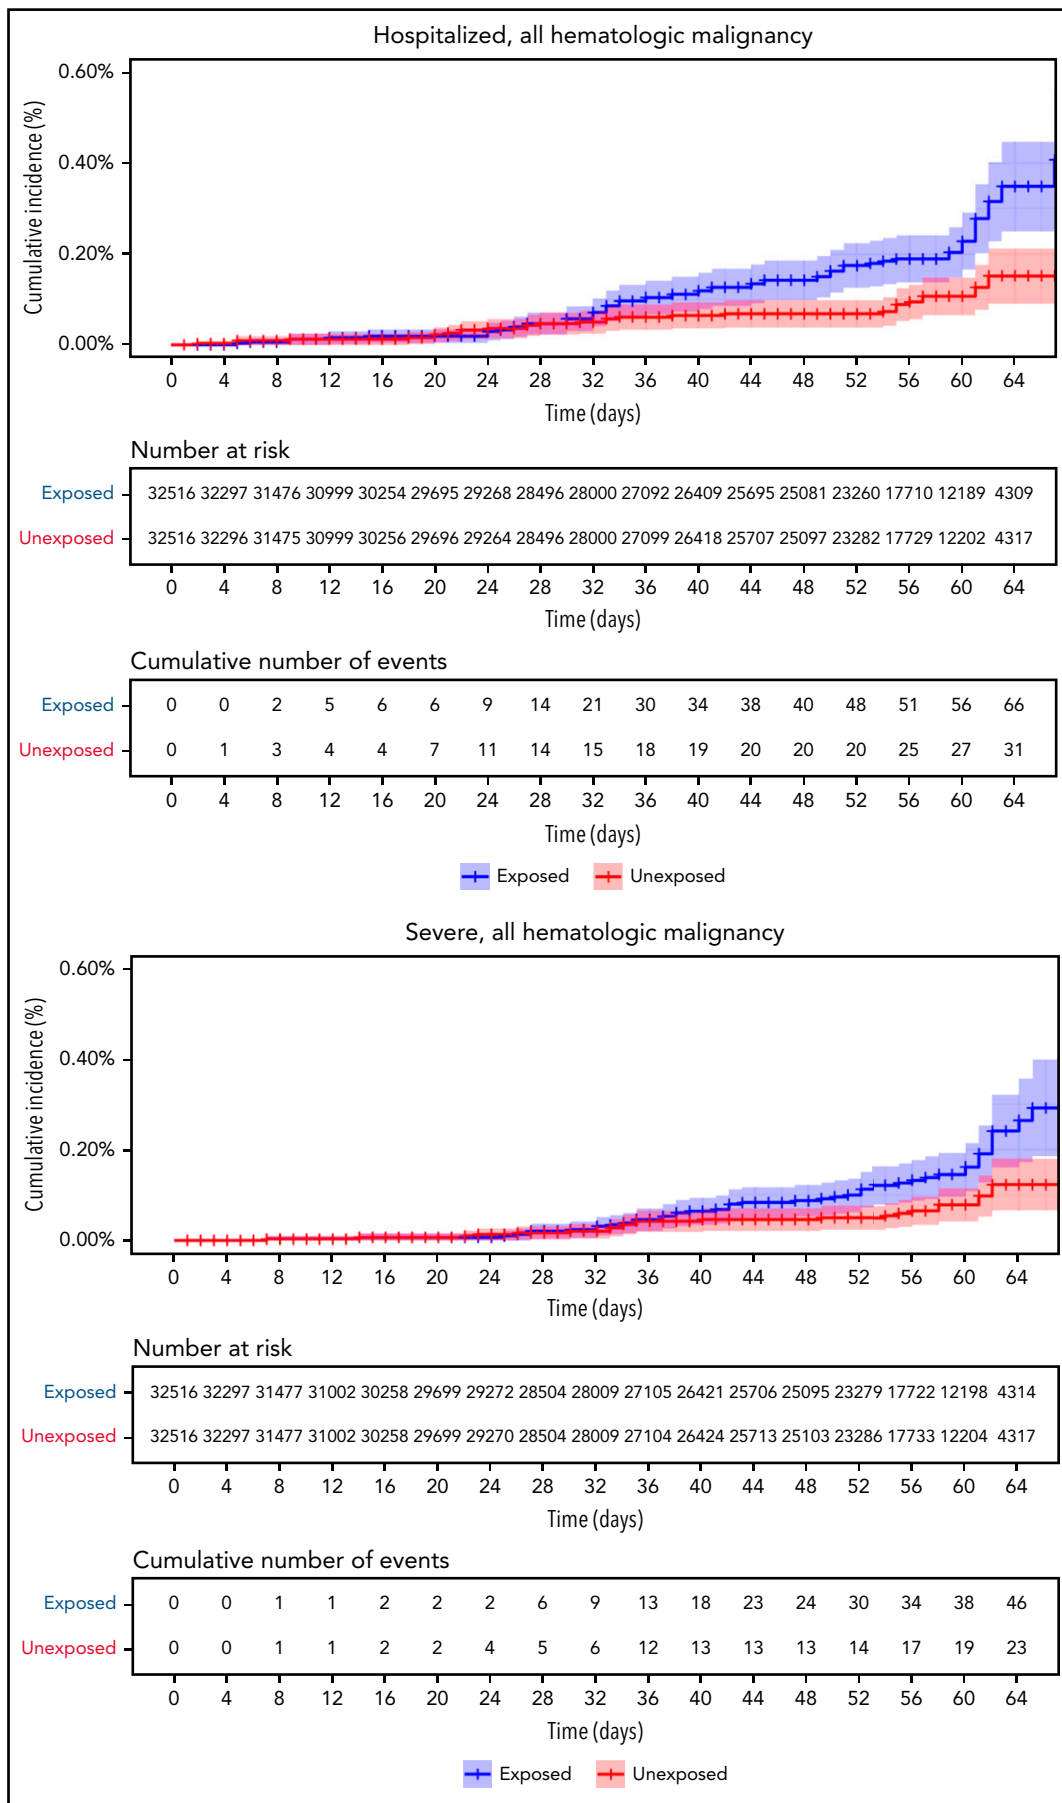 Hospitalized, all hematologic malignancy
Cumulative incidence (%)
0.60%
0.40%
0.20%
0.00%
0 4 8 12 16 20 24 28 32 36 40 44 48 52 56 60 64
Time (days)
Number at risk
Exposed 32516 32297 31476 30999 30254 29695 29268 28496 28000 27092 26409 25695 25081 23260 17710 12189 4309
Unexposed 32516 32296 31475 30999 30256 29696 29264 28496 28000 27099 26418 25707 25097 23282 17729 12202 4317
0 4 8 12 16 20 24 28 32 36 40 44 48 52 56 60 64
Time (days)
Cumulative number of events
Exposed 0 0 2 5 6 6 9 14 21 30 34 38 40 48 51 56 66
Unexposed 0 1 3 4 4 7 11 14 15 18 19 20 20 20 25 27 31
0 4 8 12 16 20 24 28 32 36 40 44 48 52 56 60 64
Time (days)
Exposed Unexposed
Severe, all hematologic malignancy
Cumulative incidence (%)
0.60%
0.40%
0.20%
0.00%
0 4 8 12 16 20 24 28 32 36 40 44 48 52 56 60 64
Time (days)
Number at risk
Exposed 32516 32297 31477 31002 30258 29699 29272 28504 28009 27105 26421 25706 25095 23279 17722 12198 4314
Unexposed 32516 32297 31477 31002 30258 29699 29270 28504 28009 27104 26424 25713 25103 23286 17733 12204 4317
0 4 8 12 16 20 24 28 32 36 40 44 48 52 56 60 64
Time (days)
Cumulative number of events
Exposed 0 0 1 1 2 2 2 6 9 13 18 23 24 30 34 38 46
Unexposed 0 0 1 1 2 2 4 5 6 12 13 13 13 14 17 19 23
0 4 8 12 16 20 24 28 32 36 40 44 48 52 56 60 64
Time (days)
Exposed Unexposed